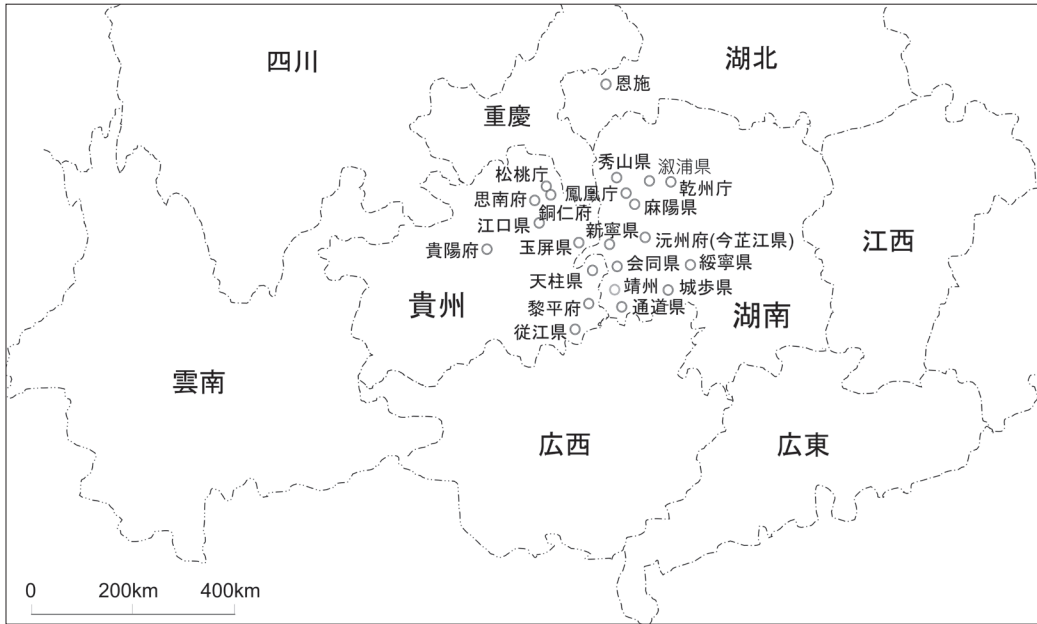 四川
湖北
恩施
重慶
秀山県
漵浦県
松桃庁
鳳凰庁
乾州庁
思南府
銅仁府
麻陽県
江口県
新寧県
沅州府(今芷江県)
江西
貴陽府
玉屏県
会同県
綏寧県
天柱県
靖州
城歩県
貴州
黎平府
通道県
湖南
従江県
雲南
広西
広東
0
200km
400km